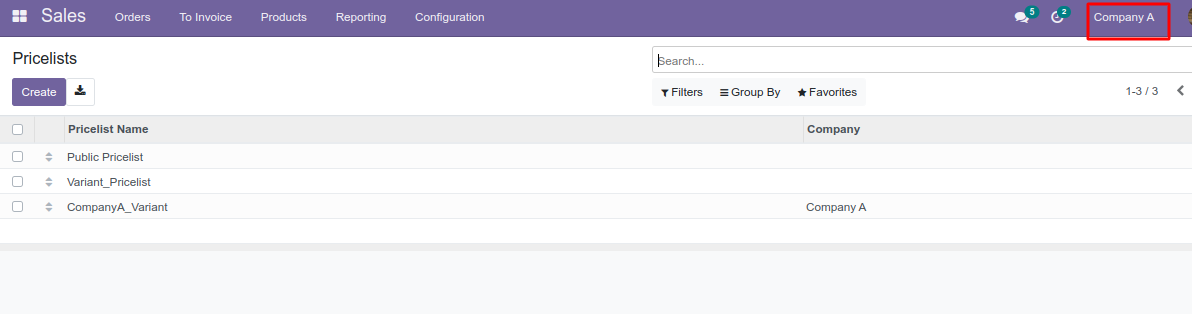 Sales Orders To Invoice Products Reporting Configuration 5 2 Company A
Pricelists
Search...
Create
Filters Group By Favorites 1-3 / 3
Pricelist Name Company
Public Pricelist
Variant_Pricelist
CompanyA_Variant Company A